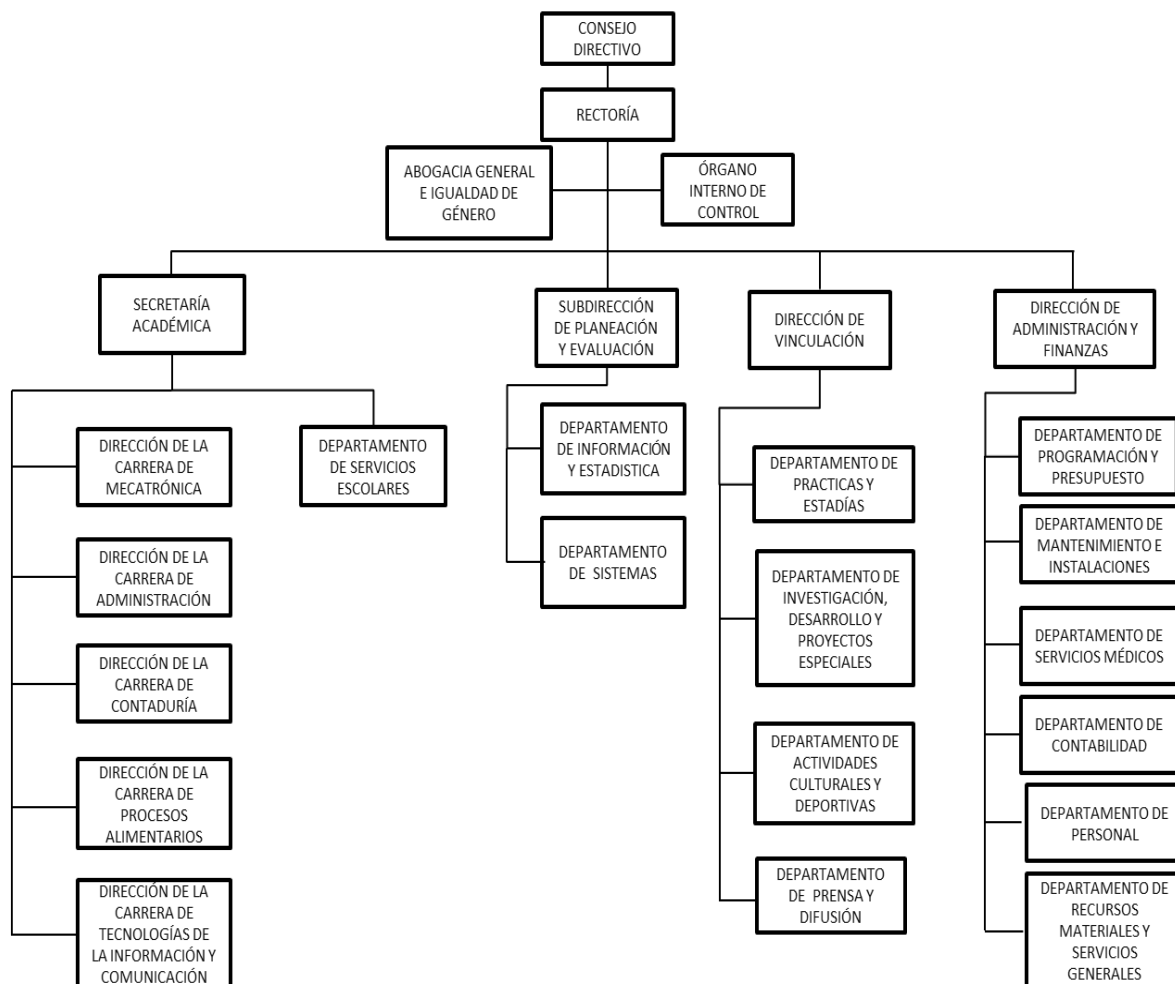 CONSEJO
DIRECTIVO
RECTORÍA
ABOGACIA GENERAL
E IGUALDAD DE
GÉNERO
ÓRGANO
INTERNO DE
CONTROL
SECRETARÍA
ACADÉMICA
SUBDIRECCIÓN
DE PLANEACIÓN
Y EVALUACIÓN
DIRECCIÓN DE
VINCULACIÓN
DIRECCIÓN DE
ADMINISTRACIÓN Y
FINANZAS
DIRECCIÓN DE LA
CARRERA DE
MECATRÓNICA
DIRECCIÓN DE LA
CARRERA DE
ADMINISTRACIÓN
DIRECCIÓN DE LA
CARRERA DE
CONTADURÍA
DIRECCIÓN DE LA
CARRERA DE
PROCESOS
ALIMENTARIOS
DIRECCIÓN DE LA
CARRERA DE
TECNOLOGÍAS DE
LA INFORMACIÓN Y
COMUNICACIÓN
DEPARTAMENTO
DE SERVICIOS
ESCOLARES
DEPARTAMENTO
DE INFORMACIÓN
Y ESTADISTICA
DEPARTAMENTO
DE SISTEMAS
DEPARTAMENTO DE
PRACTICAS Y
ESTADÍAS
DEPARTAMENTO DE
INVESTIGACIÓN,
DESARROLLO Y
PROYECTOS
ESPECIALES
DEPARTAMENTO DE
ACTIVIDADES
CULTURALES Y
DEPORTIVAS
DEPARTAMENTO
DE PRENSA Y
DIFUSIÓN
DEPARTAMENTO DE
PROGRAMACIÓN Y
PRESUPUESTO
DEPARTAMENTO DE
MANTENIMIENTO E
INSTALACIONES
DEPARTAMENTO DE
SERVICIOS MÉDICOS
DEPARTAMENTO DE
CONTABILIDAD
DEPARTAMENTO DE
PERSONAL
DEPARTAMENTO DE
RECURSOS
MATERIALES Y
SERVICIOS
GENERALES